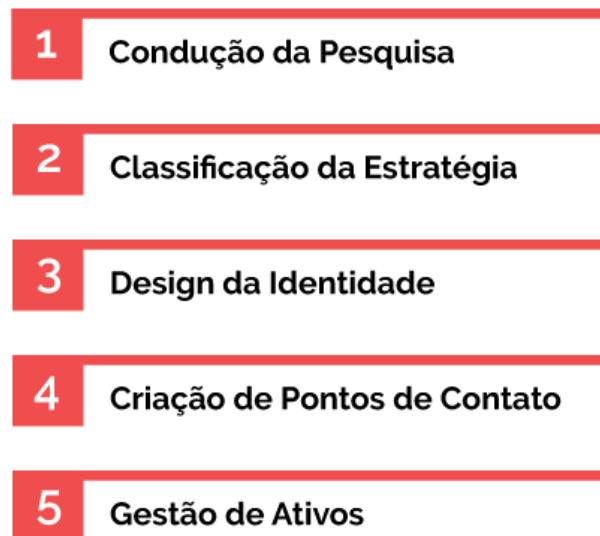 1 Condução da Pesquisa
2 Classificação da Estratégia
3 Design da Identidade
4 Criação de Pontos de Contato
5 Gestão de Ativos